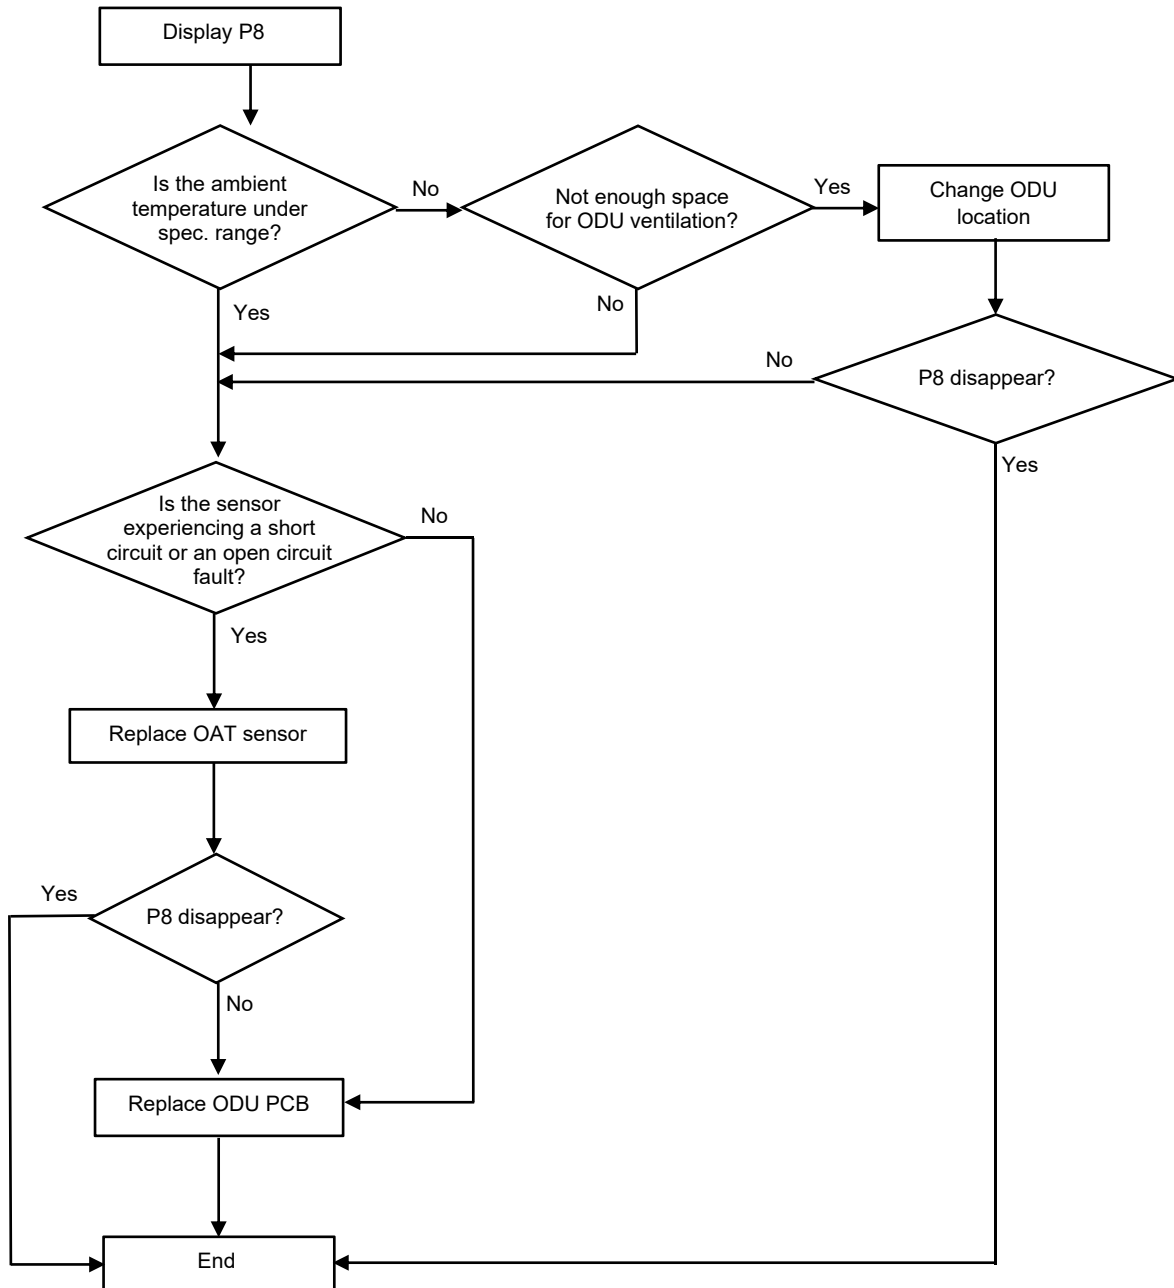 Display P8
Is the ambient
temperature under
spec. range?
No
Not enough space
for ODU ventilation?
Yes
Change ODU
location
Yes
No
No
P8 disappear?
Yes
Is the sensor
experiencing a short
circuit or an open circuit
fault?
No
Yes
Replace OAT sensor
Yes
P8 disappear?
No
Replace ODU PCB
End